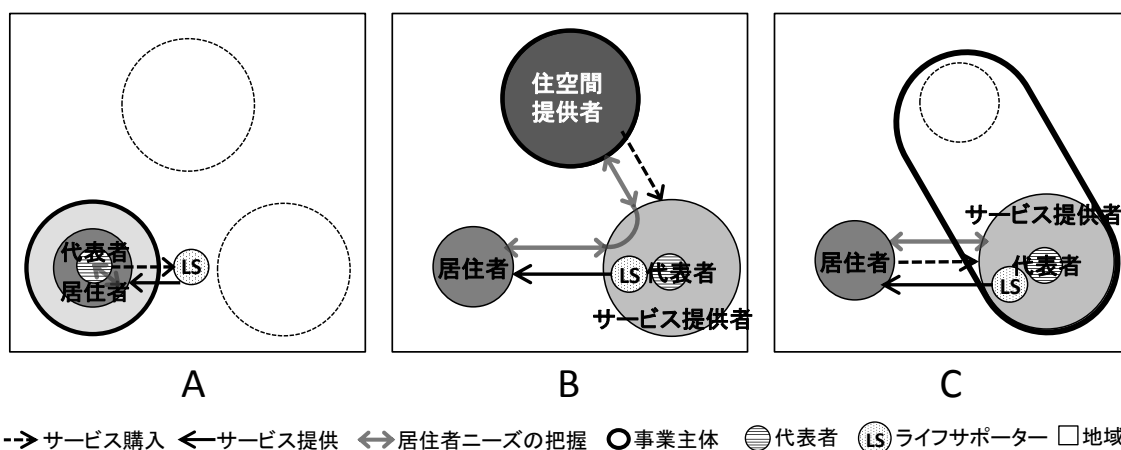 代表者
居住者
LS
A
住空間
提供者
居住者
LS
代表者
サービス提供者
B
サービス提供者
居住者
代表者
LS
C
サービス購入
サービス提供
居住者ニーズの把握
事業主体
代表者
LS
ライフサポーター
地域